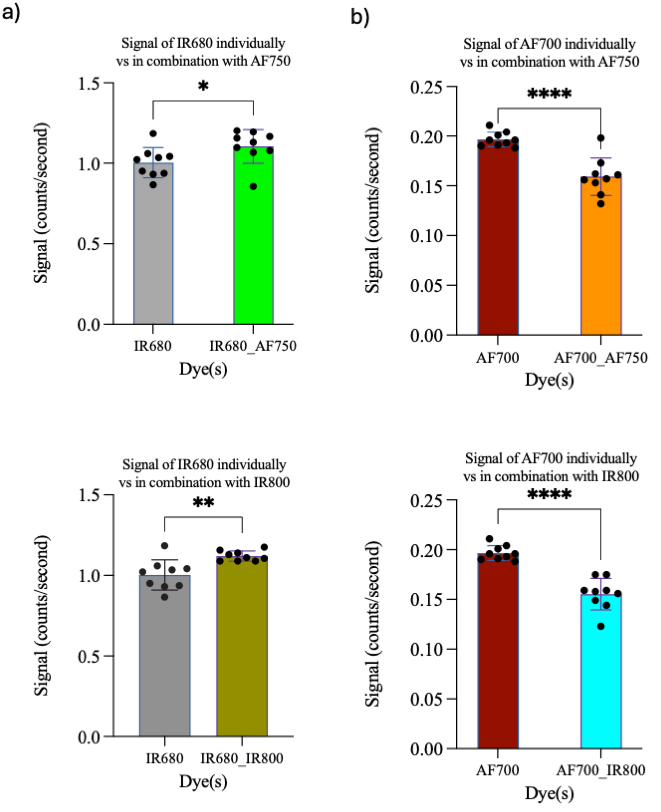 a)
Signal of IR680 individually
vs in combination with AF750
*
1.5
1.0
0.5
0.0
Signal (counts/second)
IR680
IR680_AF750
Dye(s)
b)
Signal of AF700 individually
vs in combination with AF750
****
0.25
0.20
0.15
0.10
0.05
0.00
Signal (counts/second)
AF700
AF700_AF750
Dye(s)
Signal of IR680 individually
vs in combination with IR800
**
1.5
1.0
0.5
0.0
Signal (counts/second)
IR680
IR680_IR800
Dye(s)
Signal of AF700 individually
vs in combination with IR800
****
0.25
0.20
0.15
0.10
0.05
0.00
Signal (counts/second)
AF700
AF700_IR800
Dye(s)